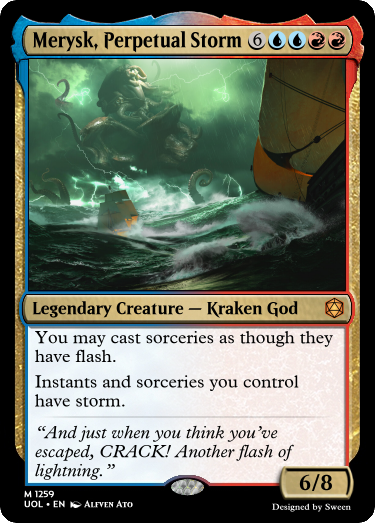 Merysk, Perpetual Storm 6
Legendary Creature — Kraken God
You may cast sorceries as though they
have flash.
Instants and sorceries you control
have storm.
“And just when you think you’ve
escaped, CRACK! Another flash of
lightning.”
6/8
M 1259
UOL • EN Aleven Ato
Designed by Sween